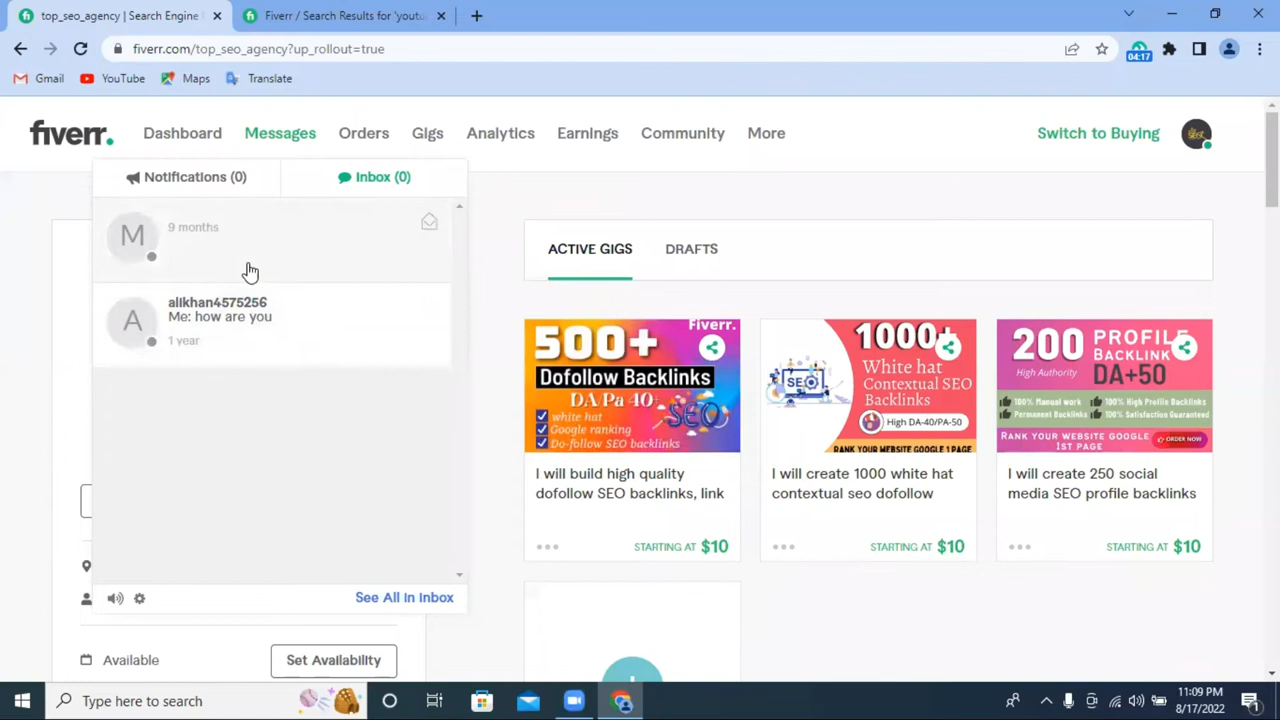 top_seo_agency | Search Engine
Fiverr / Search Results for 'youtu
fiverr.com/top_seo_agency?up_rollout=true
04:17
Gmail
YouTube
Maps
Translate
fiverr.
Dashboard
Messages
Orders
Gigs
Analytics
Earnings
Community
More
Switch to Buying
Notifications (0)
Inbox (0)
M
9 months
A
alikhan4575256
Me: how are you
1 year
See All in Inbox
Available
Set Availability
ACTIVE GIGS
DRAFTS
Fiverr.
500+
Dofollow Backlinks
DA/Pa 40+
white hat
Google ranking
Do-follow SEO backlinks
SEO
I will build high quality
dofollow SEO backlinks, link
STARTING AT $10
1000+
White hat
Contextual SEO
Backlinks
SEO
High DA-40/PA-50
RANK YOUR WEBSITE GOOGLE 1 PAGE
I will create 1000 white hat
contextual seo dofollow
STARTING AT $10
200 PROFILE
BACKLINK
High Authority
DA+50
100% Manual work
100% High Profile Backlinks
Permanent Backlinks
100% Satisfaction Guaranteed
RANK YOUR WEBSITE GOOGLE
1ST PAGE
ORDER NOW
I will create 250 social
media SEO profile backlinks
STARTING AT $10
Type here to search
11:09 PM
8/17/2022
1